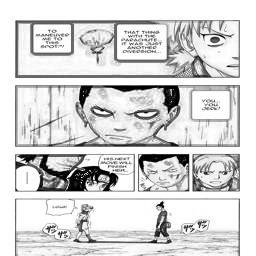 TO
MANEUVER
ME TO
THIS
SPOT?!
THAT THING
WITH THE
PARACHUTE...
IT WAS JUST
ANOTHER
DIVERSION...
YOU...
YOU
JERK!
HIS NEXT
MOVE WILL
FINISH
HER...